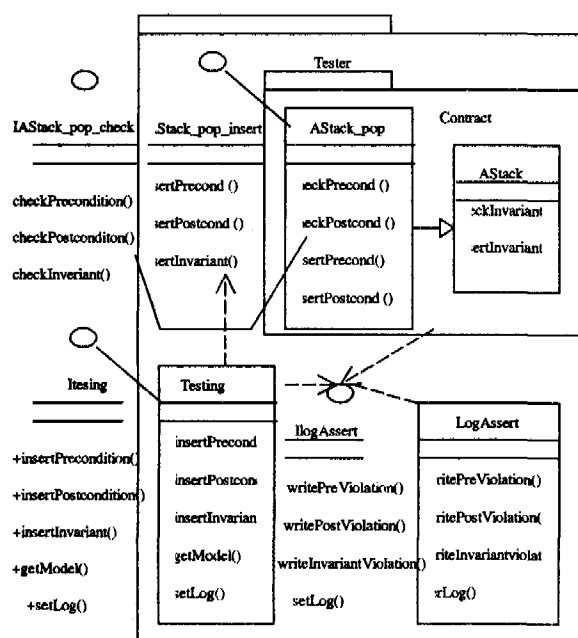 Tester
Contract
IAStack_pop_check
.Stack_pop_insert
AStack_pop
AStack
checkPrecondition()
checkPostconditon()
checkInveriant()
sertPrecond ()
sertPostcond ()
sertInvariant()
eckPrecond ()
eckPostcond ()
sertPrecond()
sertPostcond ()
ckInvariant
ertInvariant
Itesing
+insertPrecondition()
+insertPostcondition()
+insertInvariant()
+getModel()
+setLog()
Testing
insertPrecond
insertPostcon
insertInvarian
getModel()
setLog()
IlogAssert
writePreViolation()
writePostViolation()
writeInvariantViolation()
setLog()
LogAssert
ritePreViolation()
ritePostViolation(
riteInvariantviolat
Log()